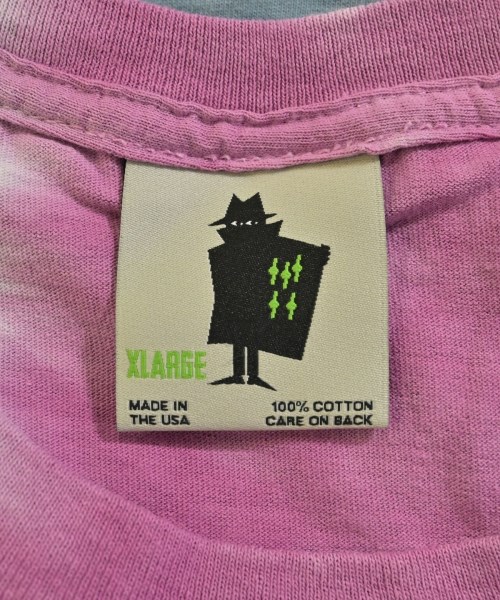 XLARGE
MADE IN
THE USA
100% COTTON
CARE ON BACK